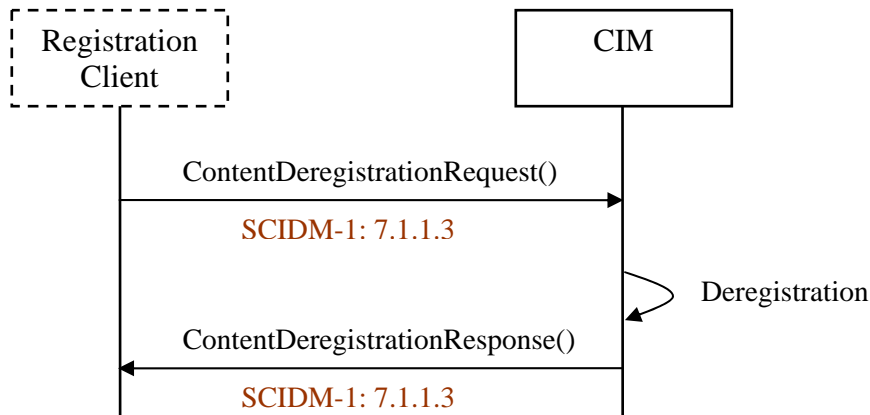 Registration
Client
CIM
ContentDeregistrationRequest()
SCIDM-1: 7.1.1.3
Deregistration
ContentDeregistrationResponse()
SCIDM-1: 7.1.1.3